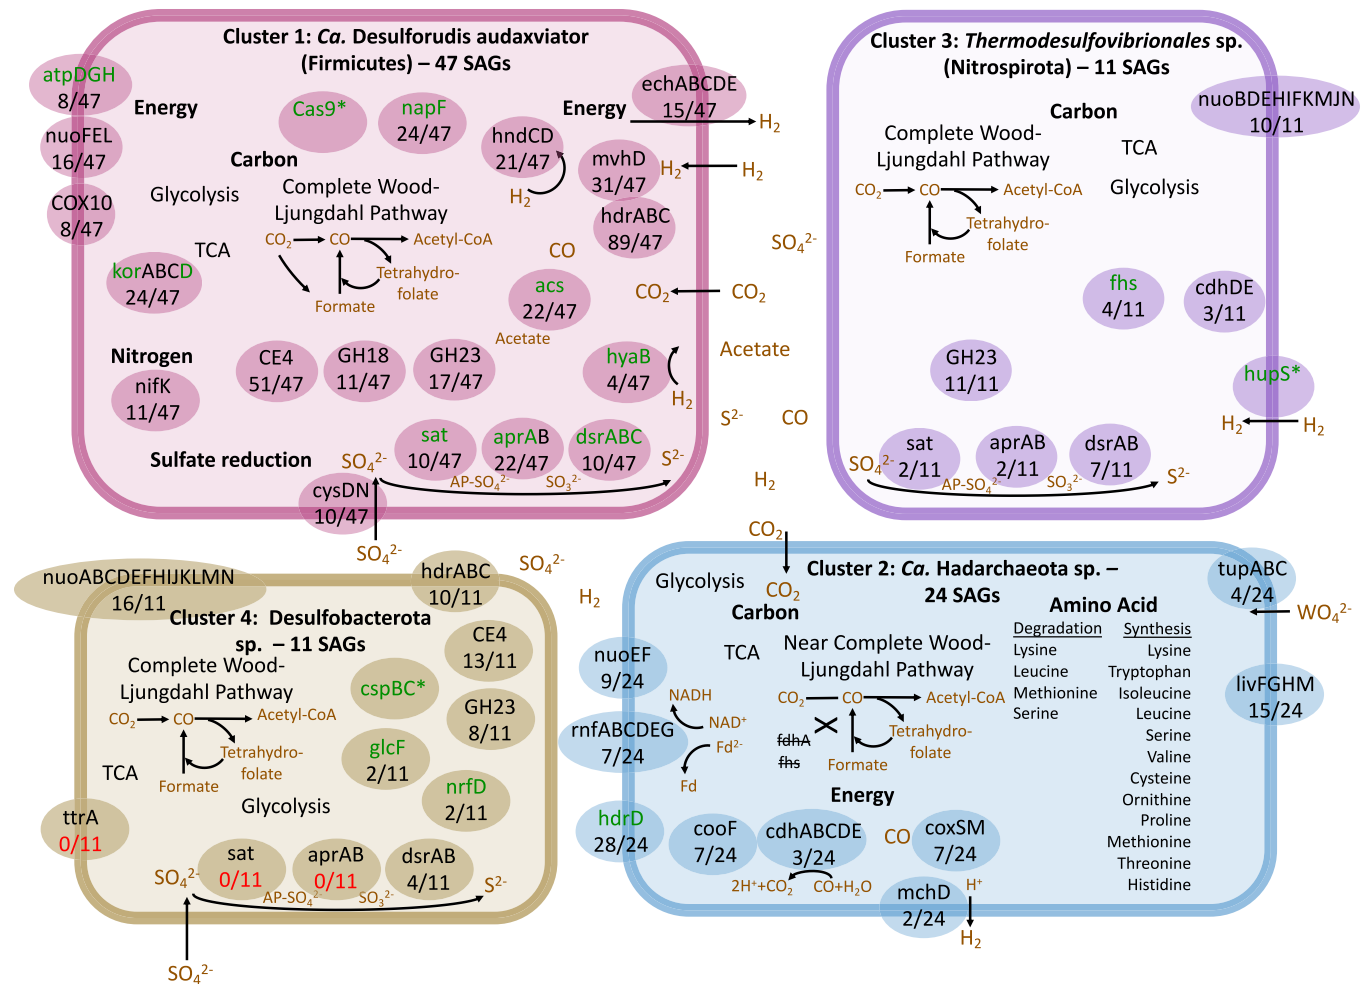 Cluster 1: Ca. Desulforudis audaxviator
(Firmicutes) – 47 SAGs
atpDGH
8/47
nuoFEL
16/47
COX10
8/47
Energy
Cas9*
napF
24/47
Energy
echABCDE
15/47
H₂
hndCD
21/47
H₂
mvhD
31/47
H₂
H₂
hdrABC
89/47
Carbon
Glycolysis
Complete Wood-
Ljungdahl Pathway
CO₂
CO
Acetyl-CoA
Tetrahydro-
folate
Formate
TCA
korABCD
24/47
CO
acs
22/47
Acetate
CO₂
CO₂
Nitrogen
nifK
11/47
CE4
51/47
GH18
11/47
GH23
17/47
hyaB
4/47
H₂
Sulfate reduction
SO₄²⁻
sat
10/47
aprAB
22/47
dsrABC
10/47
S²⁻
AP-SO₄²⁻
SO₃²⁻
cysDN
10/47
SO₄²⁻
SO₄²⁻
Acetate
S²⁻
CO
H₂
CO₂
SO₄²⁻
H₂
Cluster 3: Thermodesulfovibrionales sp.
(Nitrospirota) – 11 SAGs
nuoBDEHIFKMJN
10/11
Carbon
Complete Wood-
Ljungdahl Pathway
TCA
Glycolysis
CO₂
CO
Acetyl-CoA
Tetrahydro-
folate
Formate
fhs
4/11
cdhDE
3/11
GH23
11/11
hupS*
H₂
H₂
SO₄²⁻
sat
2/11
aprAB
2/11
dsrAB
7/11
S²⁻
AP-SO₄²⁻
SO₃²⁻
nuoABCDEFHIJKLMN
16/11
hdrABC
10/11
Cluster 4: Desulfobacterota
sp. – 11 SAGs
CE4
13/11
Complete Wood-
Ljungdahl Pathway
cspBC*
GH23
8/11
CO₂
CO
Acetyl-CoA
Tetrahydro-
folate
Formate
glcF
2/11
TCA
nrfD
2/11
Glycolysis
ttrA
0/11
SO₄²⁻
sat
0/11
aprAB
0/11
dsrAB
4/11
S²⁻
AP-SO₄²⁻
SO₃²⁻
SO₄²⁻
Cluster 2: Ca. Hadarchaeota sp. –
24 SAGs
Glycolysis
CO₂
Carbon
tupABC
4/24
WO₄²⁻
nuoEF
9/24
TCA
Near Complete Wood-
Ljungdahl Pathway
CO₂
CO
Acetyl-CoA
Tetrahydro-
folate
Formate
fdhA
fhs
NADH
NAD⁺
Fd²⁻
Fd
rnfABCDEG
7/24
livFGHM
15/24
Amino Acid
Degradation
Lysine
Leucine
Methionine
Serine
Synthesis
Lysine
Tryptophan
Isoleucine
Leucine
Serine
Valine
Cysteine
Ornithine
Proline
Methionine
Threonine
Histidine
Energy
hdrD
28/24
cooF
7/24
cdhABCDE
3/24
CO
coxSM
7/24
2H⁺+CO₂
CO+H₂O
mchD
2/24
H⁺
H₂